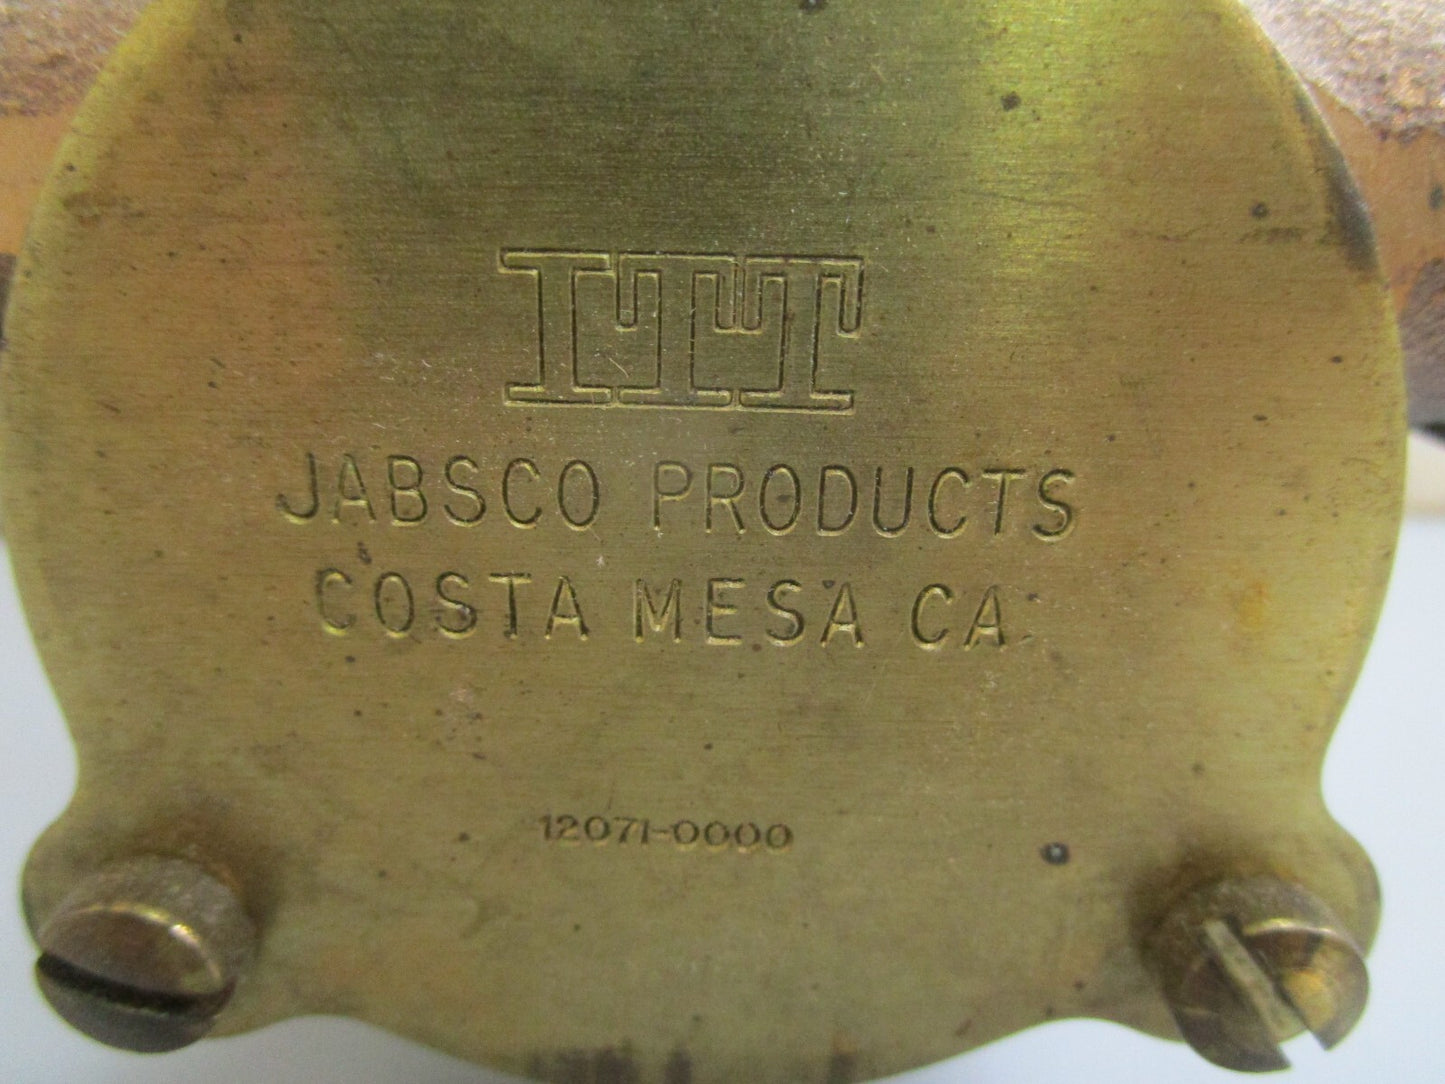 ITT
JABSCO PRODUCTS
COSTA MESA CA
12071-0000